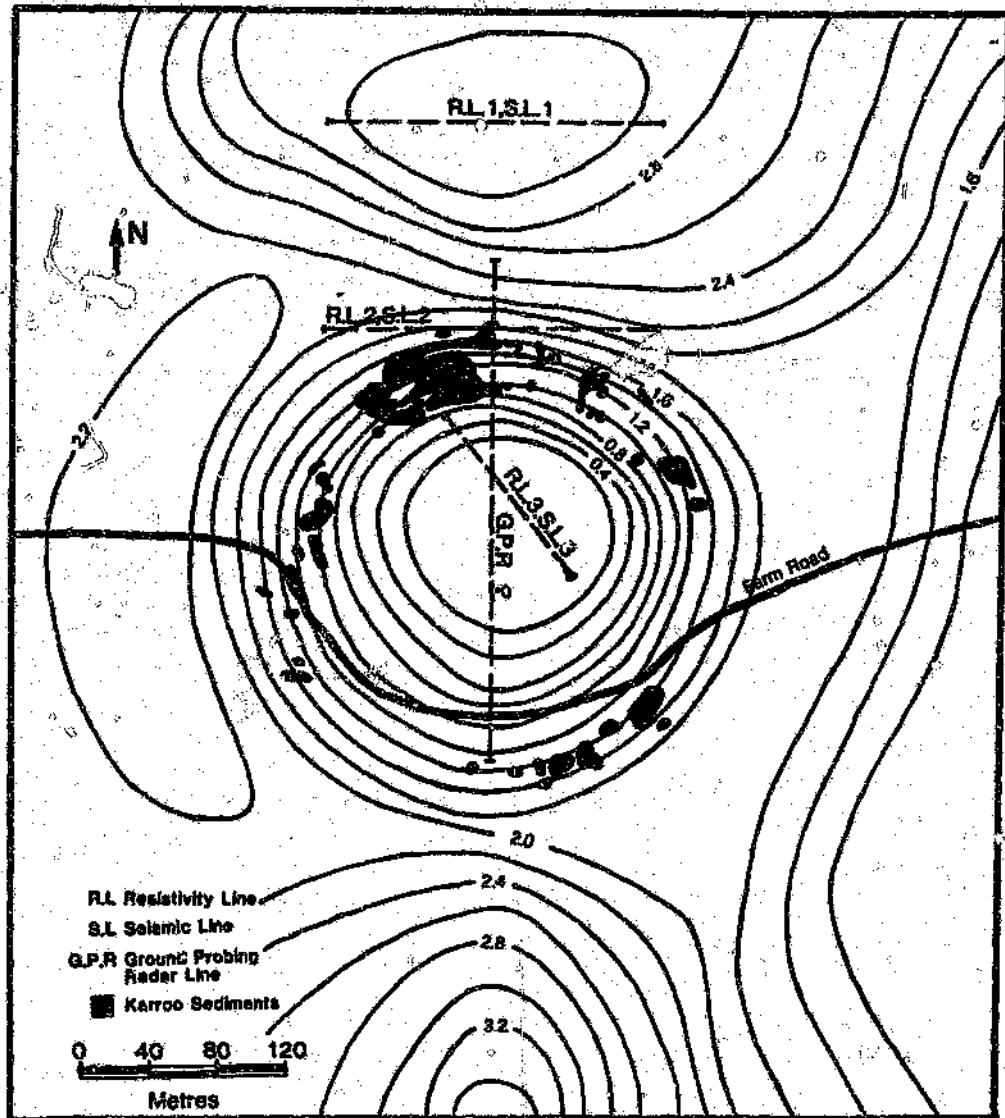 R.L.1,S.L.1
2.8
1.6
N
2.4
R.L.2,S.L.2
1.6
1.2
0.8
0.4
R.L.3,S.L.3
G.P.R
Farm Road
2.0
2.4
2.8
3.2
R.L Resistivity Line
S.L Seismic Line
G.P.R Ground Probing
Radar Line
Karroo Sediments
0 40 80 120
Metres